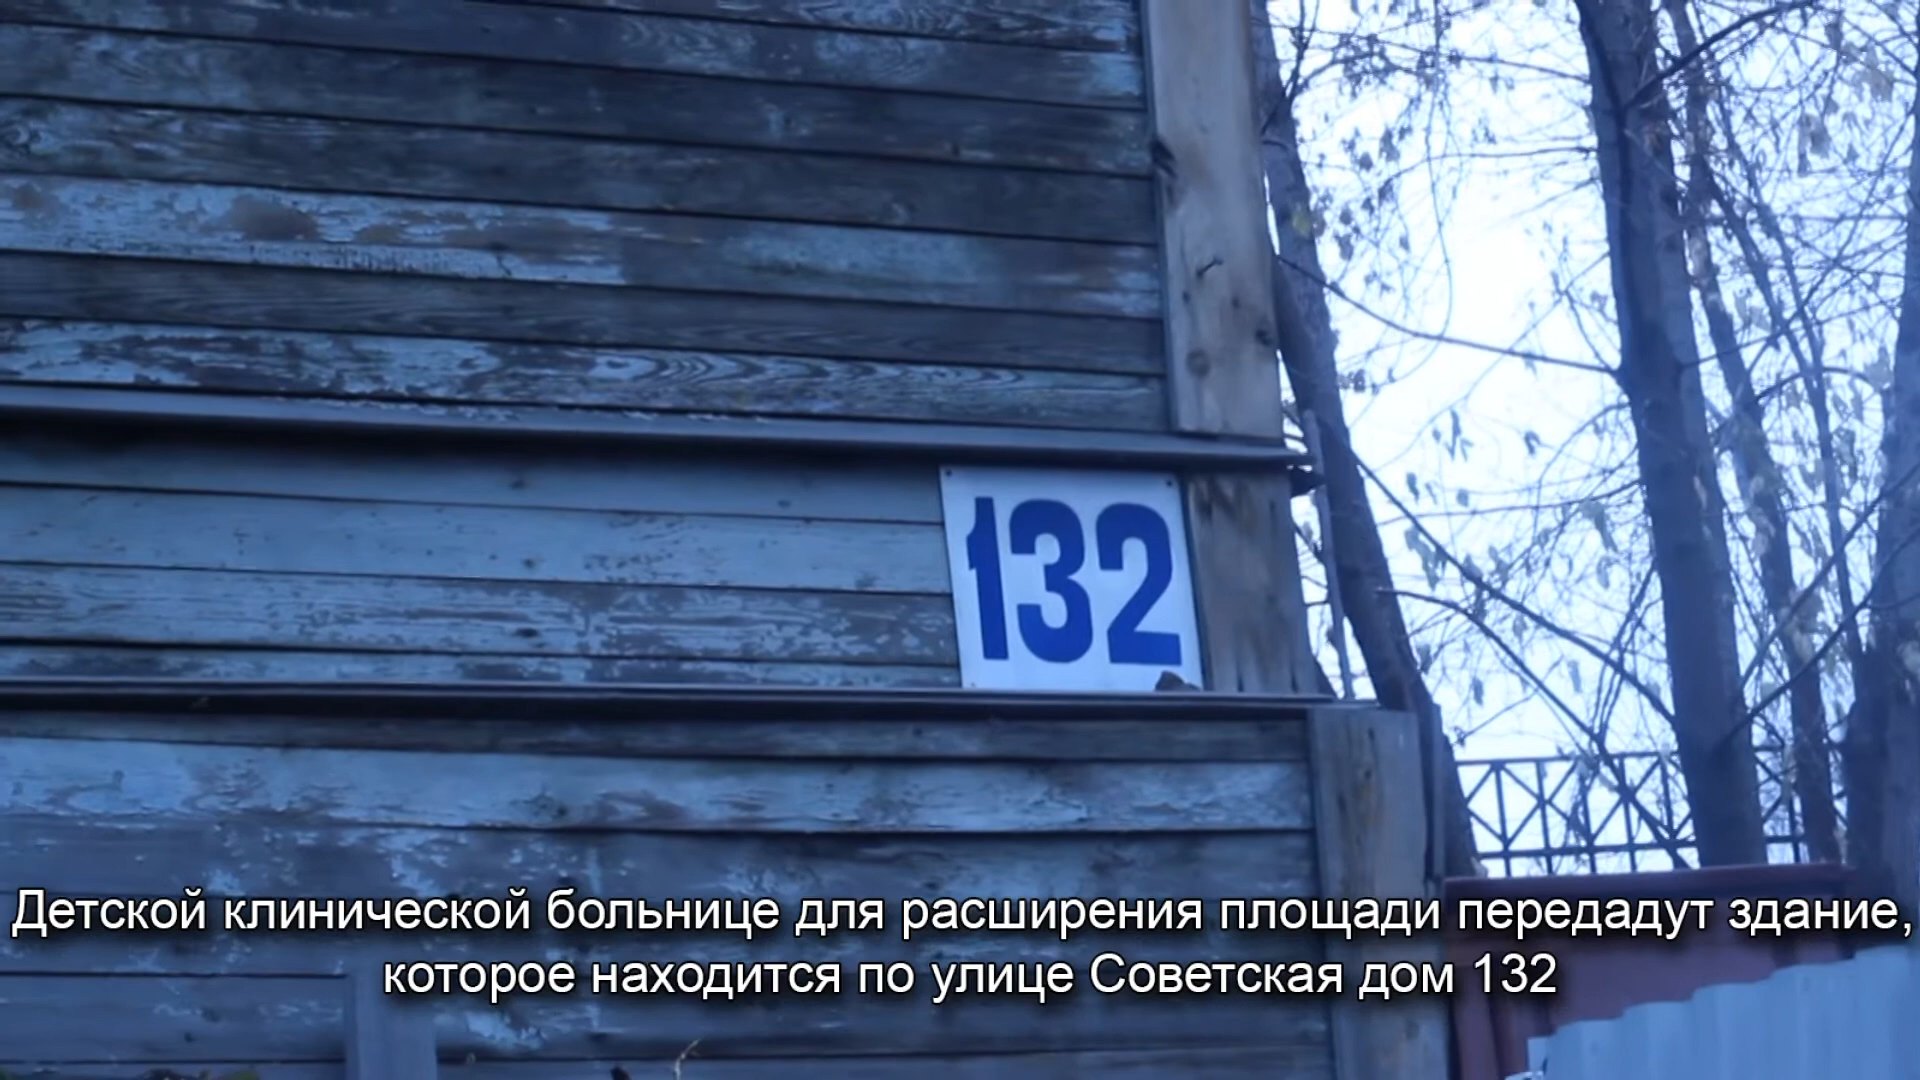 132
Детской клинической больнице для расширения площади передадут здание,
которое находится по улице Советская дом 132